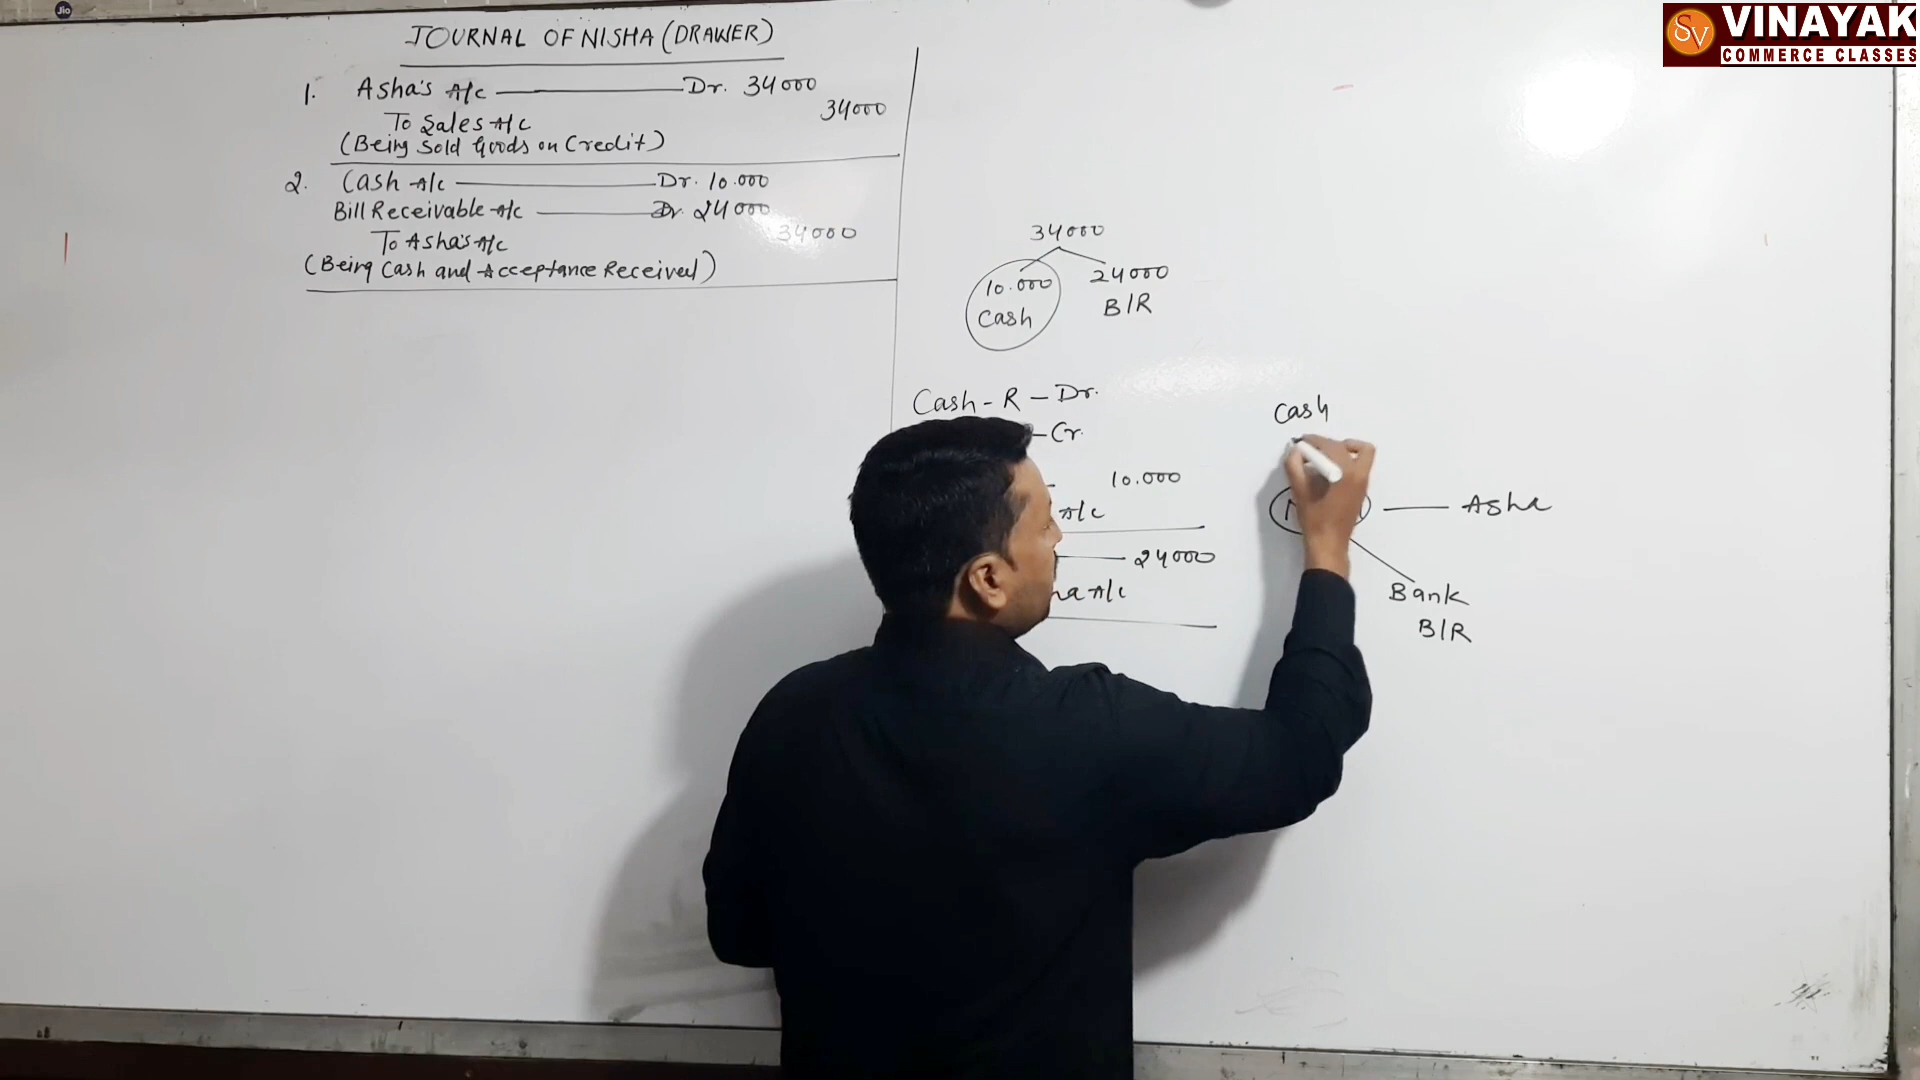 Jio
SV VINAYAK
COMMERCE CLASSES
JOURNAL OF NISHA (DRAWER)
1. Asha's A/c Dr. 34000
To Sales A/c 34000
(Being Sold Goods on Credit)
2. Cash A/c Dr. 10.000
Bill Receivable A/c Dr. 24000
To Asha's A/c 34000
(Being Cash and Acceptance Received)
34000
10.000 24000
Cash B/R
Cash - R - Dr.
- Cr.
10.000
A/c
24000
A/c
Cash
Asha
Bank
B/R